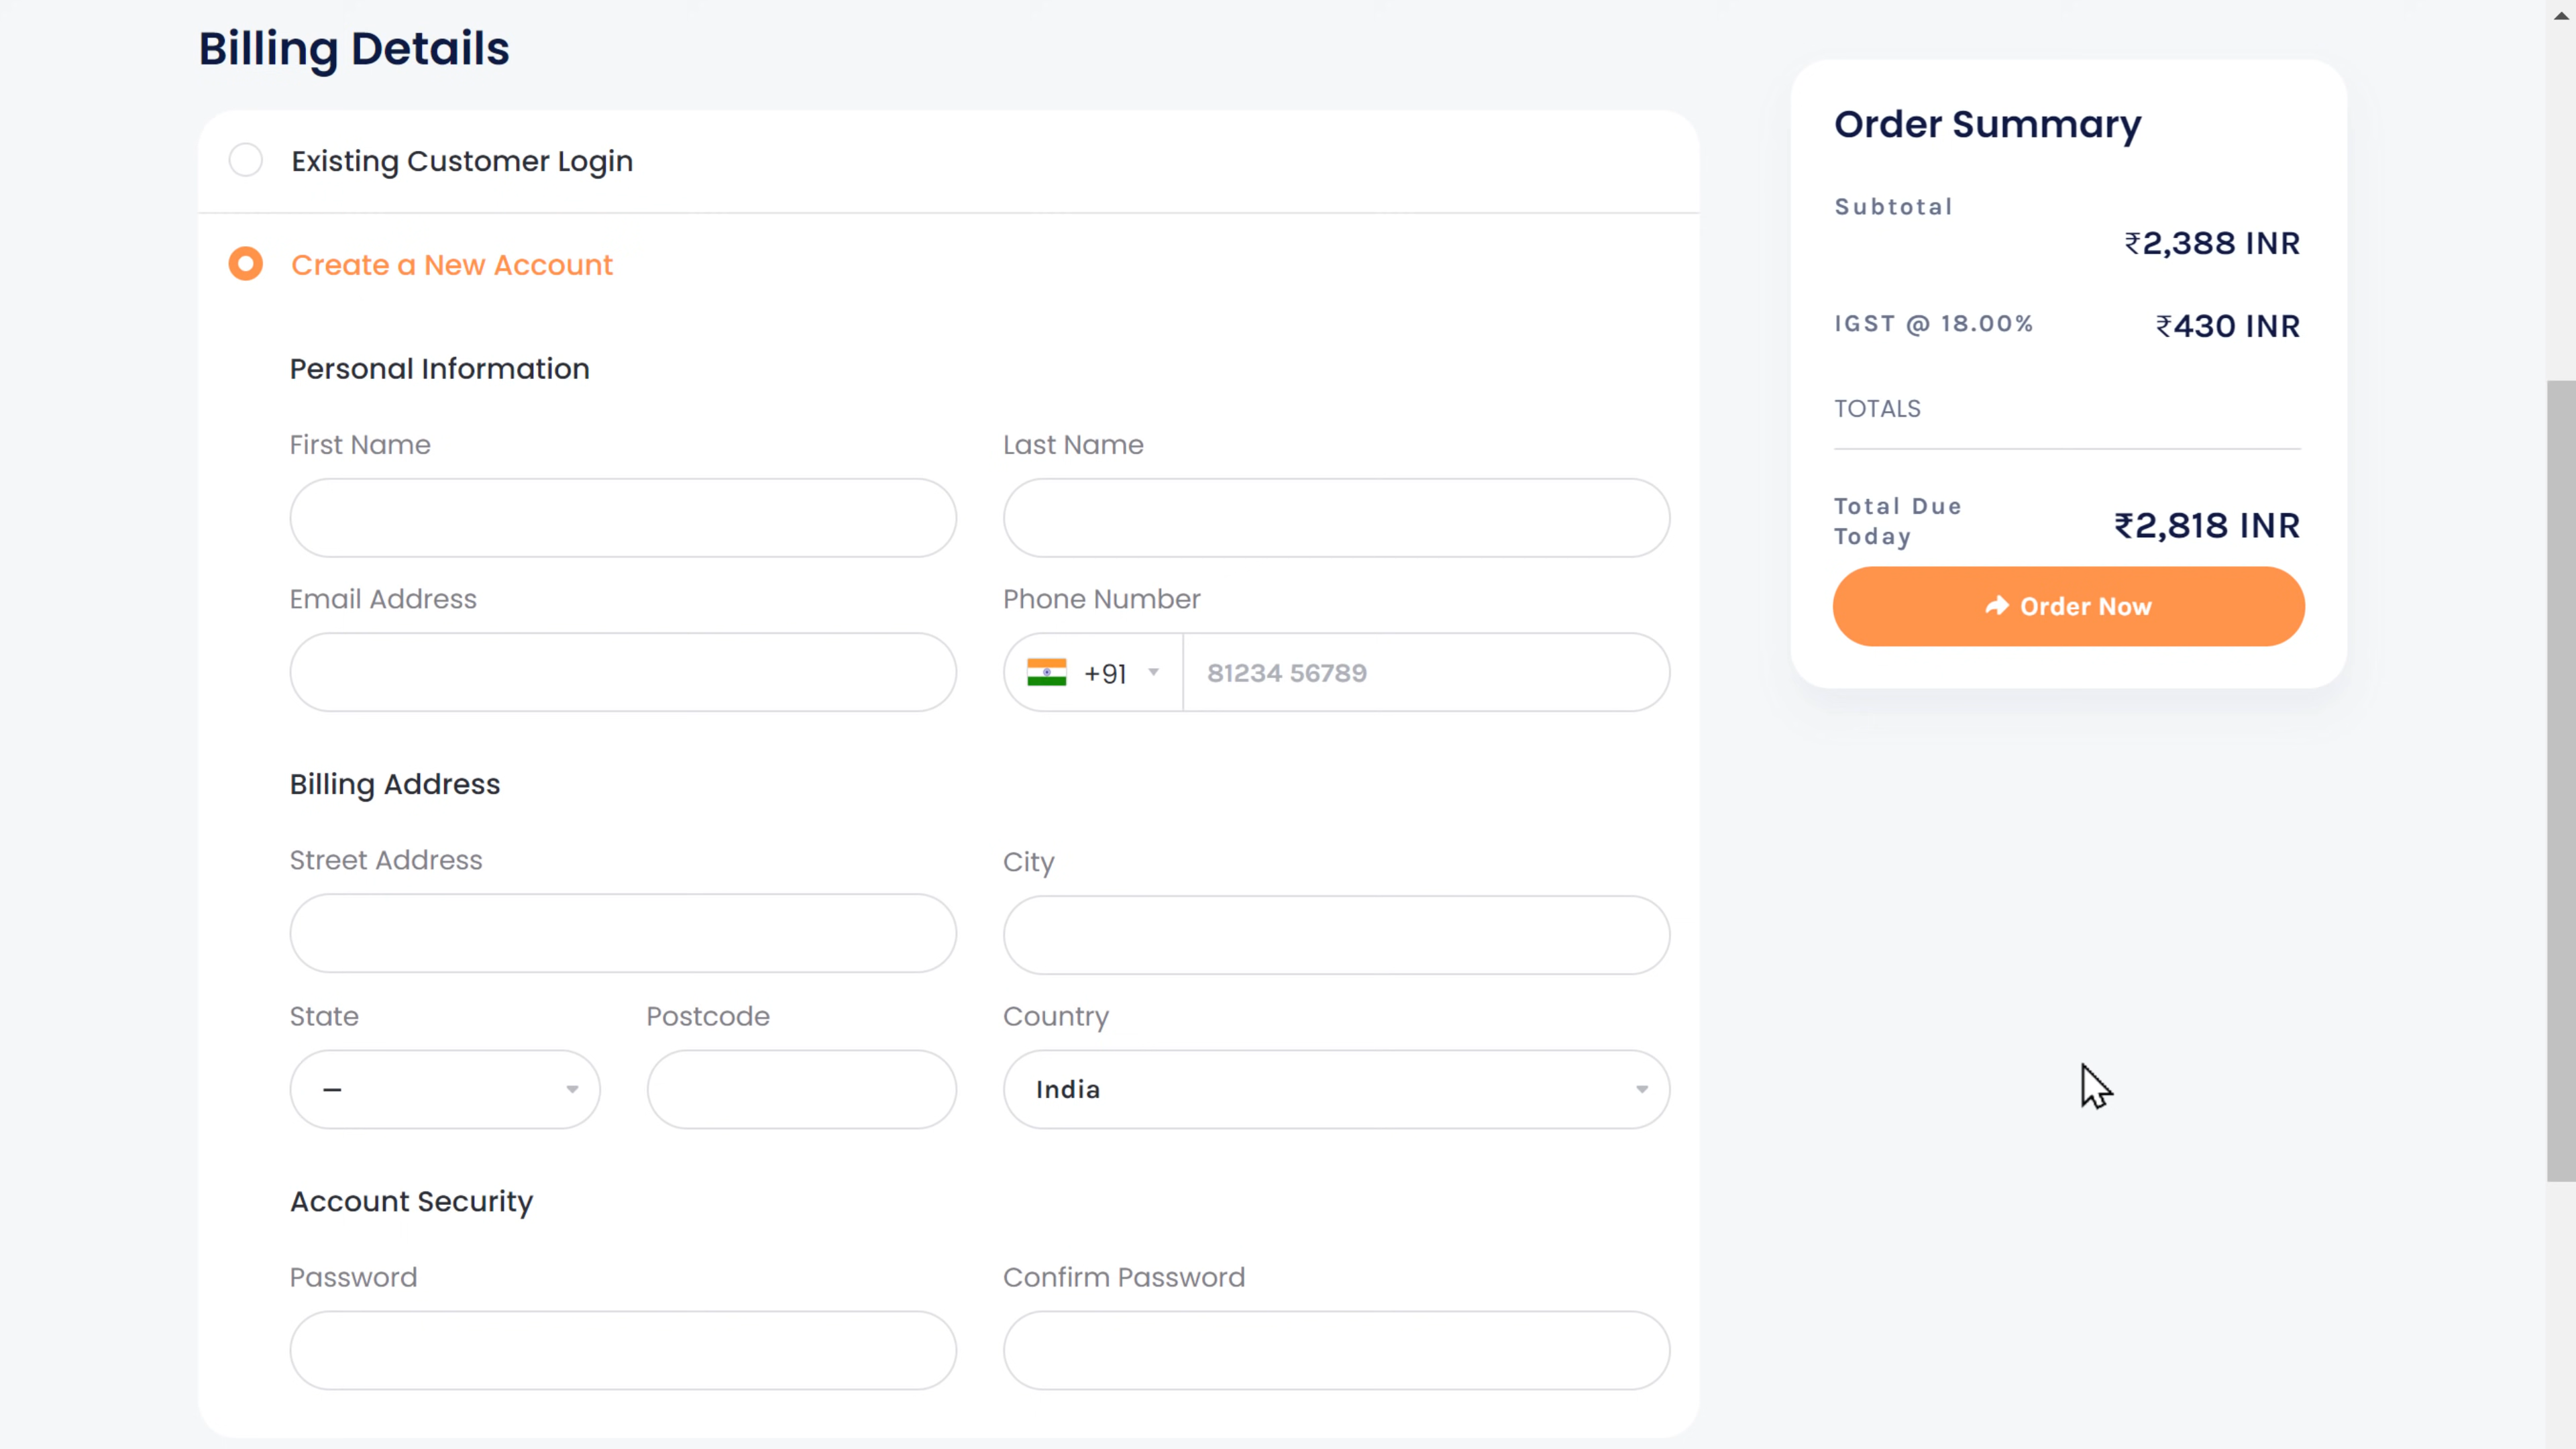 Billing Details
Existing Customer Login
Create a New Account
Personal Information
First Name
Last Name
Email Address
Phone Number
+91
81234 56789
Billing Address
Street Address
City
State
Postcode
Country
—
India
Account Security
Password
Confirm Password
Order Summary
Subtotal
₹2,388 INR
IGST @ 18.00%
₹430 INR
TOTALS
Total Due
Today
₹2,818 INR
Order Now